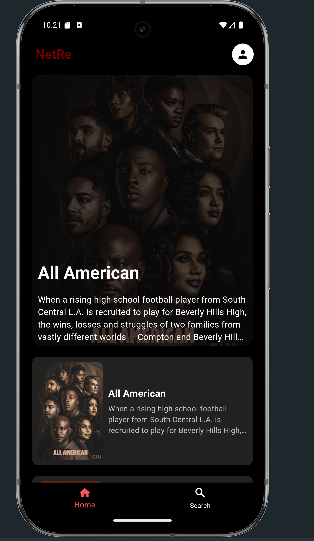 10:21
NetRe
All American
When a rising high school football player from South
Central L.A. is recruited to play for Beverly Hills High,
the wins, losses and struggles of two families from
vastly different worlds - Compton and Beverly Hill...
All American
When a rising high school football
player from South Central L.A. is
recruited to play for Beverly Hills High,...
ALL AMERICAN
Home
Search